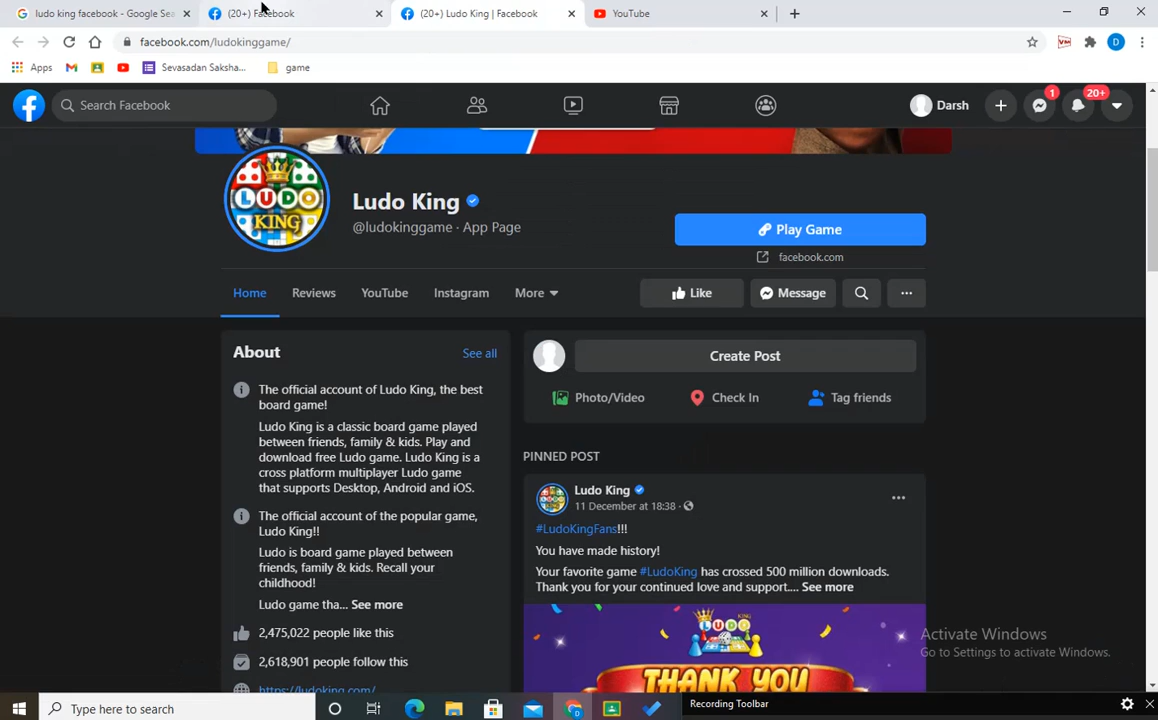 ludo king facebook - Google Sea
(20+) Facebook
(20+) Ludo King | Facebook
YouTube
facebook.com/ludokinggame/
D
Apps
Sevasadan Saksha...
game
Search Facebook
Darsh
1
20+
LUDO
KING
Ludo King
@ludokinggame · App Page
Play Game
facebook.com
Home
Reviews
YouTube
Instagram
More
Like
Message
About
See all
The official account of Ludo King, the best
board game!
Ludo King is a classic board game played
between friends, family & kids. Play and
download free Ludo game. Ludo King is a
cross platform multiplayer Ludo game
that supports Desktop, Android and iOS.
The official account of the popular game,
Ludo King!!
Ludo is board game played between
friends, family & kids. Recall your
childhood!
Ludo game tha... See more
2,475,022 people like this
2,618,901 people follow this
https://ludoking.com/
Create Post
Photo/Video
Check In
Tag friends
PINNED POST
Ludo King
11 December at 18:38 ·
#LudoKingFans!!!
You have made history!
Your favorite game #LudoKing has crossed 500 million downloads.
Thank you for your continued love and support.... See more
LUDO
THANK YOU
Activate Windows
Go to Settings to activate Windows.
Type here to search
Recording Toolbar